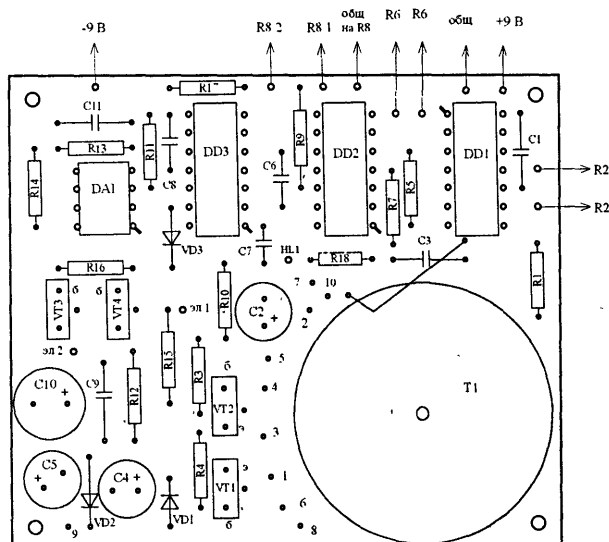 -9 В
R8 2
R8 1
общ
на R8
R6
R6
общ
+9 В
R17
C11
R13
R11
C8
DD3
R9
C6
DD2
DD1
C1
R14
DA1
R5
R7
R2
R2
VD3
C7
HL1
R18
C3
R16
R10
R1
б
б
VT3
VT4
7
10
эл 1
C2
+
2
эл 2
R15
R3
б
5
C10
+
C9
R12
VT2
4
T1
э
3
C5
+
C4
+
R4
э
VT1
1
VD2
VD1
б
6
9
8